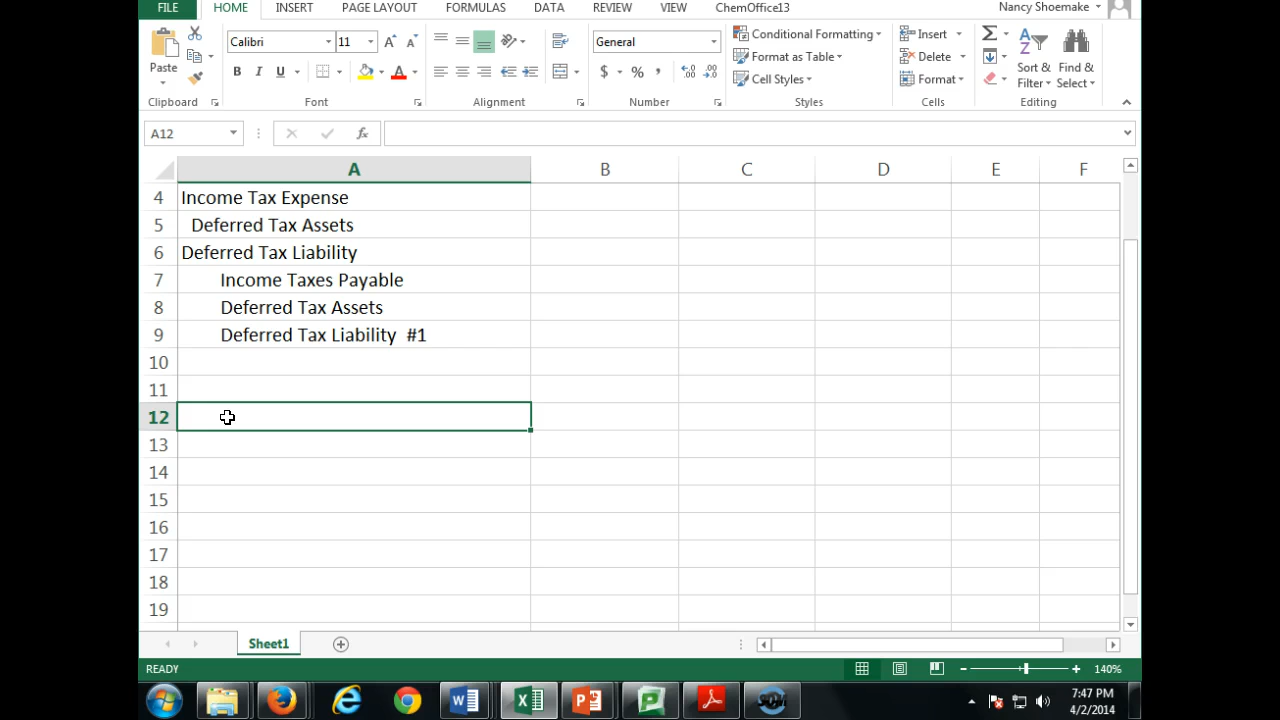 FILE HOME INSERT PAGE LAYOUT FORMULAS DATA REVIEW VIEW ChemOffice13 Nancy Shoemake
Calibri 11 General Conditional Formatting Insert
Paste Format as Table Delete Sort & Find &
B I U $ % , Cell Styles Format Filter Select
Clipboard Font Alignment Number Styles Cells Editing
A12 fx
A B C D E F
4 Income Tax Expense
5 Deferred Tax Assets
6 Deferred Tax Liability
7 Income Taxes Payable
8 Deferred Tax Assets
9 Deferred Tax Liability #1
10
11
12
13
14
15
16
17
18
19
Sheet1
READY 140%
7:47 PM
4/2/2014